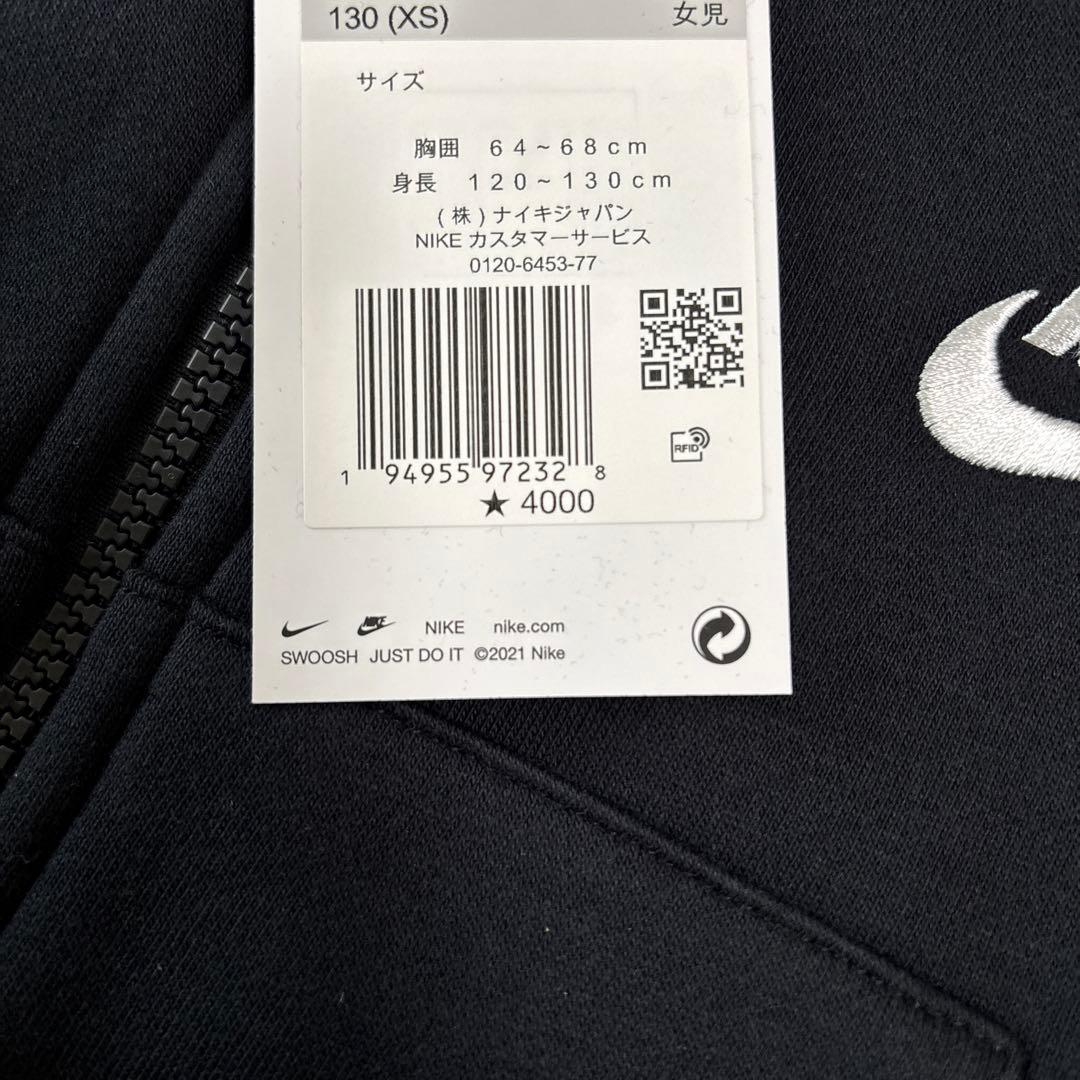 130 (XS) 女児
サイズ
胸囲 64~68cm
身長 120~130cm
(株)ナイキジャパン
NIKE カスタマーサービス
0120-6453-77
RFID
1 94955 97232 8
★ 4000
NIKE NIKE nike.com
SWOOSH JUST DO IT ©2021 Nike